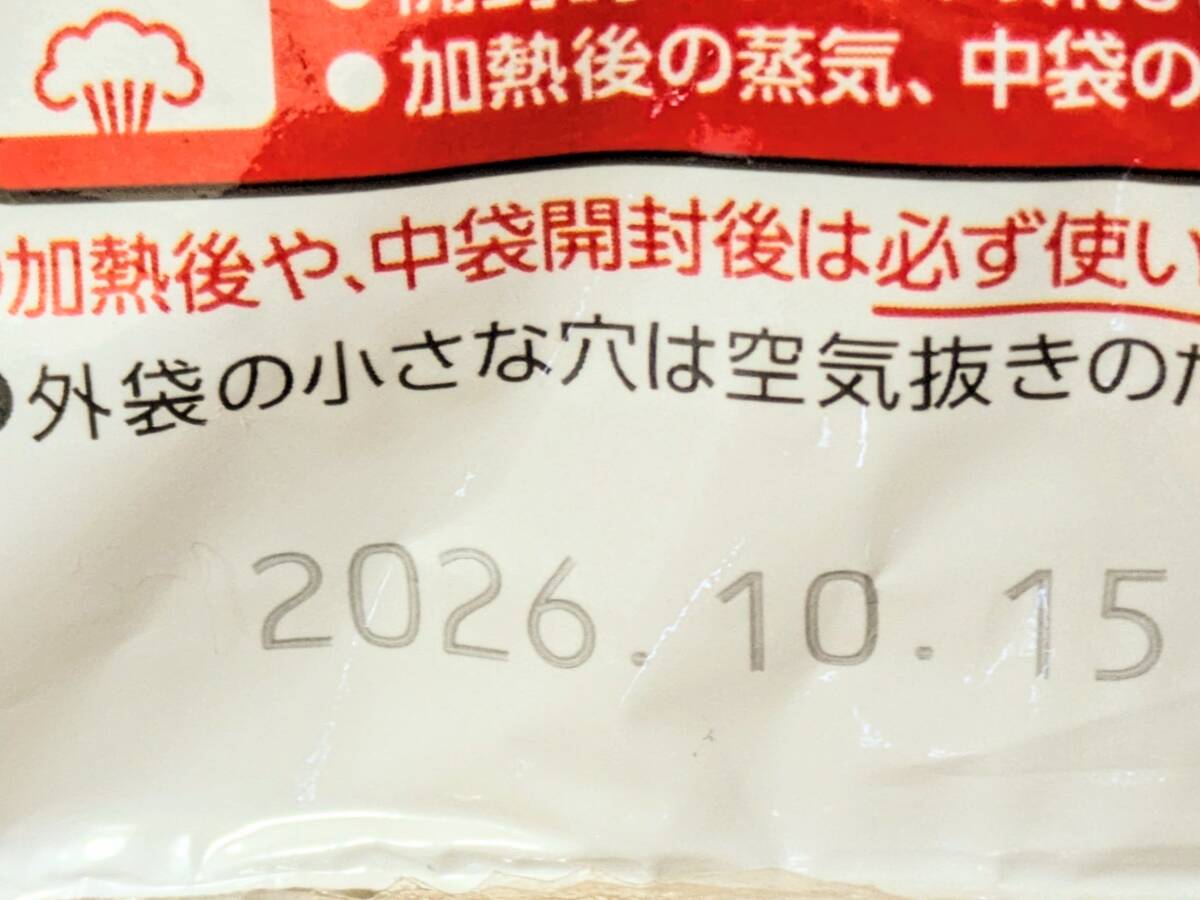 ●加熱後の蒸気、中袋の
加熱後や、中袋開封後は必ず使い
外袋の小さな穴は空気抜きの
2026.10.15